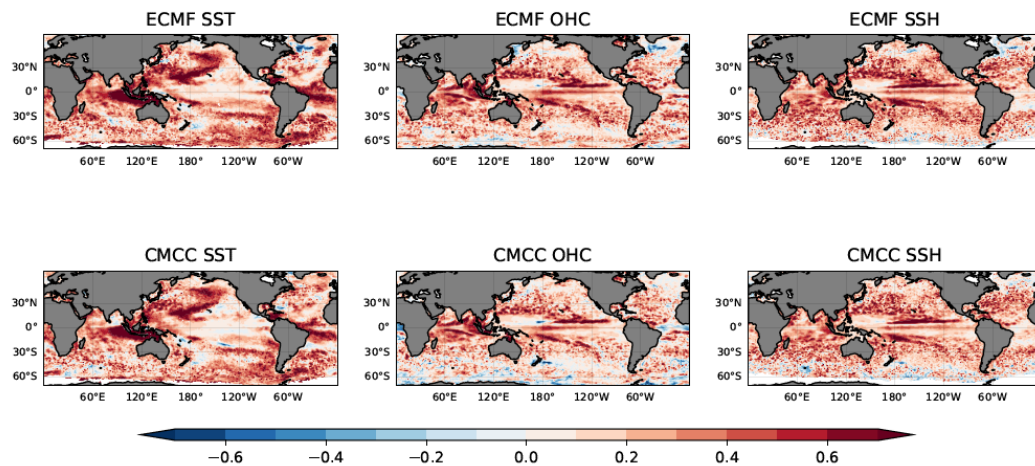 ECMF SST ECMF OHC ECMF SSH
30°N 30°N 30°N
0° 0° 0°
30°S 30°S 30°S
60°S 60°S 60°S
60°E 120°E 180° 120°W 60°W 60°E 120°E 180° 120°W 60°W 60°E 120°E 180° 120°W 60°W
CMCC SST CMCC OHC CMCC SSH
30°N 30°N 30°N
0° 0° 0°
30°S 30°S 30°S
60°S 60°S 60°S
60°E 120°E 180° 120°W 60°W 60°E 120°E 180° 120°W 60°W 60°E 120°E 180° 120°W 60°W
−0.6 −0.4 −0.2 0.0 0.2 0.4 0.6